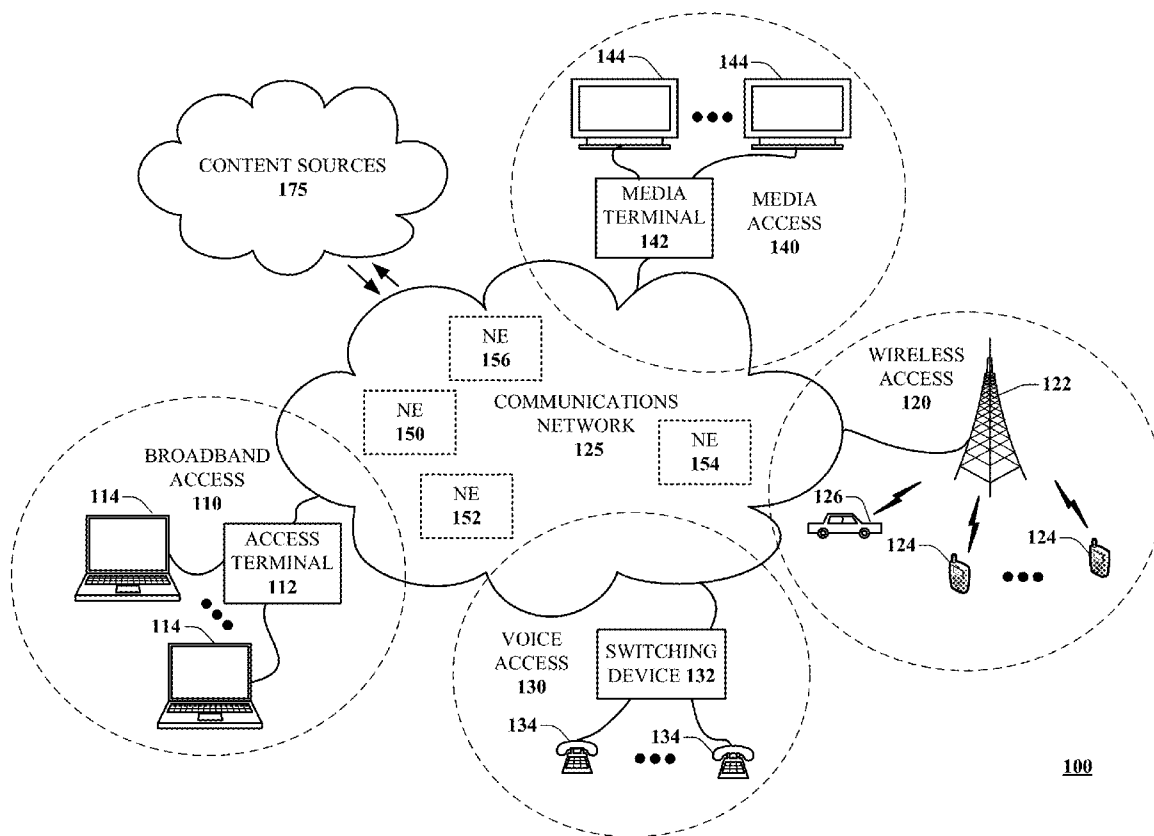 144
144
CONTENT SOURCES
175
MEDIA
TERMINAL
142
MEDIA
ACCESS
140
NE
156
WIRELESS
ACCESS
120
122
COMMUNICATIONS
NETWORK
125
NE
150
NE
154
NE
152
BROADBAND
ACCESS
110
114
ACCESS
TERMINAL
112
114
126
124
124
VOICE
ACCESS
130
SWITCHING
DEVICE 132
134
134
100